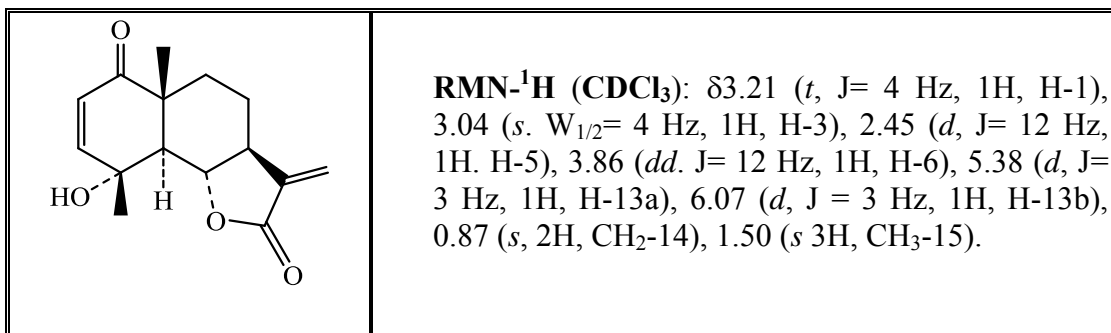 O
HO
H
O
O
RMN-¹H (CDCl₃): δ3.21 (t, J= 4 Hz, 1H, H-1),
3.04 (s. W₁/₂= 4 Hz, 1H, H-3), 2.45 (d, J= 12 Hz,
1H. H-5), 3.86 (dd. J= 12 Hz, 1H, H-6), 5.38 (d, J=
3 Hz, 1H, H-13a), 6.07 (d, J = 3 Hz, 1H, H-13b),
0.87 (s, 2H, CH₂-14), 1.50 (s 3H, CH₃-15).